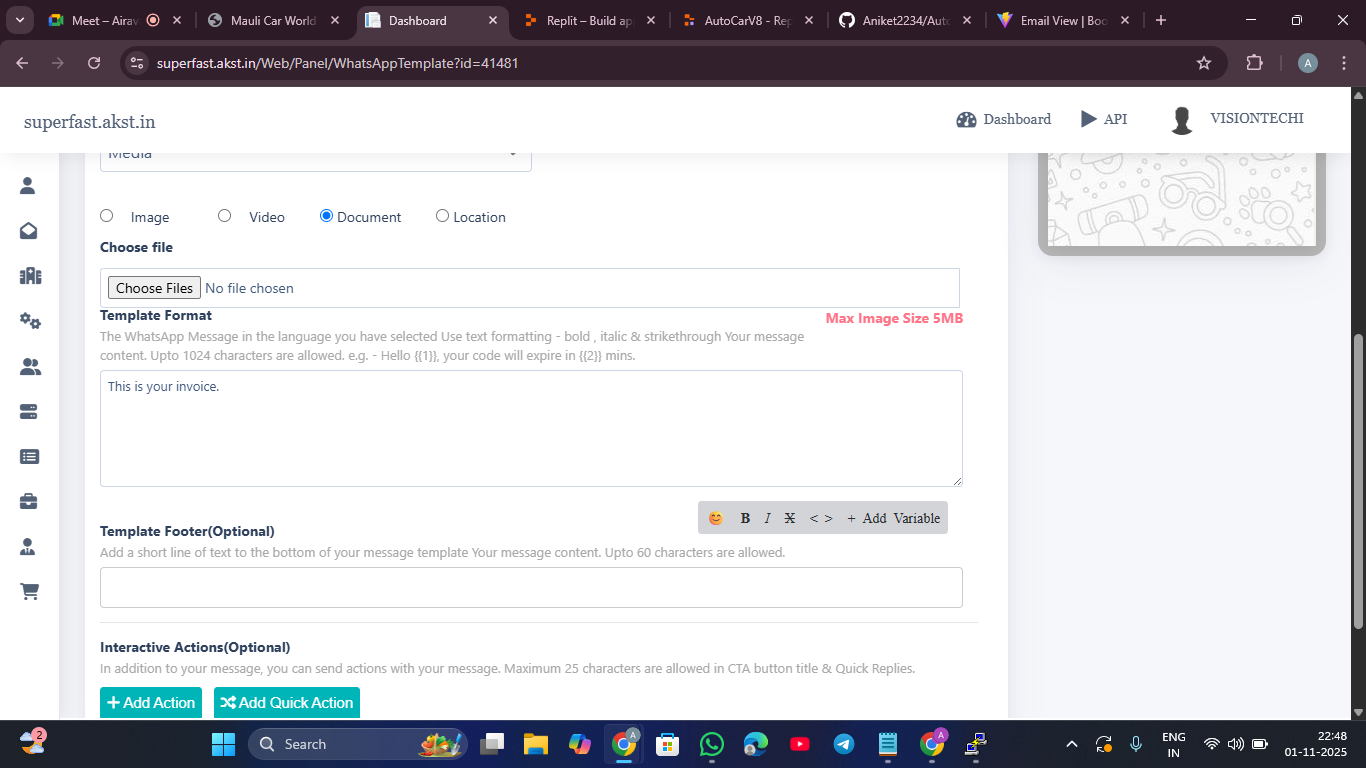 Meet – Airav
Mauli Car World
Dashboard
Replit – Build ap
AutoCarV8 - Rep
Aniket2234/Auto
Email View | Boo
superfast.akst.in/Web/Panel/WhatsAppTemplate?id=41481
A
superfast.akst.in
Dashboard
API
VISIONTECHI
Media
Image
Video
Document
Location
Choose file
Choose Files No file chosen
Template Format
Max Image Size 5MB
The WhatsApp Message in the language you have selected Use text formatting - bold , italic & strikethrough Your message
content. Upto 1024 characters are allowed. e.g. - Hello {{1}}, your code will expire in {{2}} mins.
This is your invoice.
B I X < > + Add Variable
Template Footer(Optional)
Add a short line of text to the bottom of your message template Your message content. Upto 60 characters are allowed.
Interactive Actions(Optional)
In addition to your message, you can send actions with your message. Maximum 25 characters are allowed in CTA button title & Quick Replies.
+ Add Action
Add Quick Action
2
Search
A
A
ENG
IN
22:48
01-11-2025